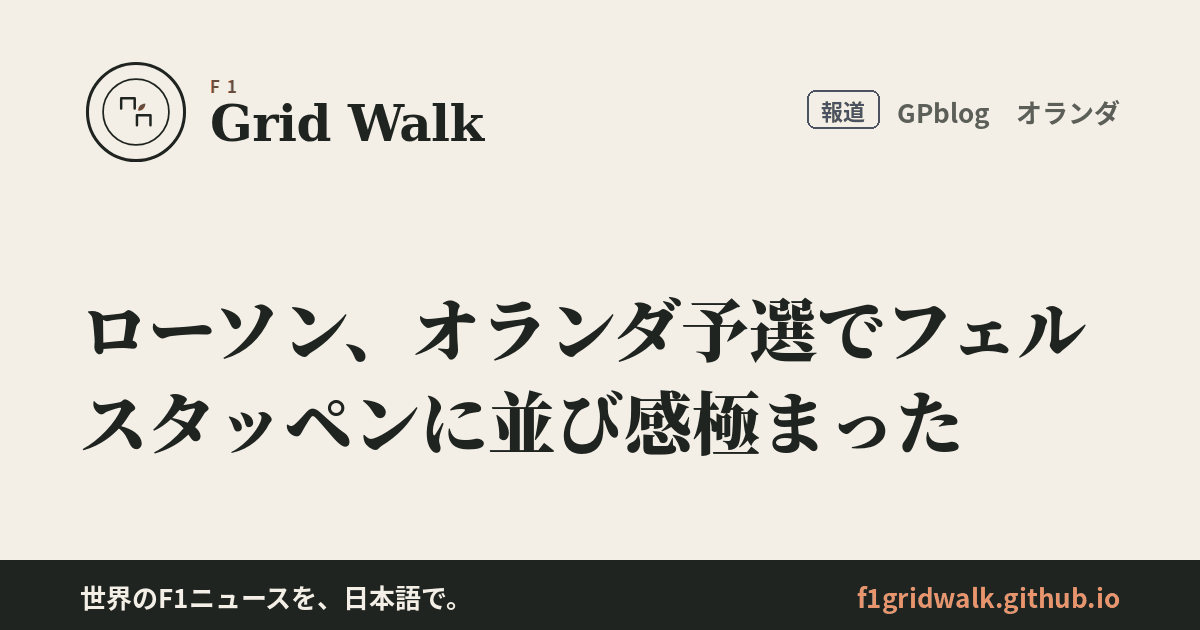 F1
Grid Walk
報道 GPblog オランダ
ローソン、オランダ予選でフェル
スタッペンに並び感極まった
世界のF1ニュースを、日本語で。
f1gridwalk.github.io